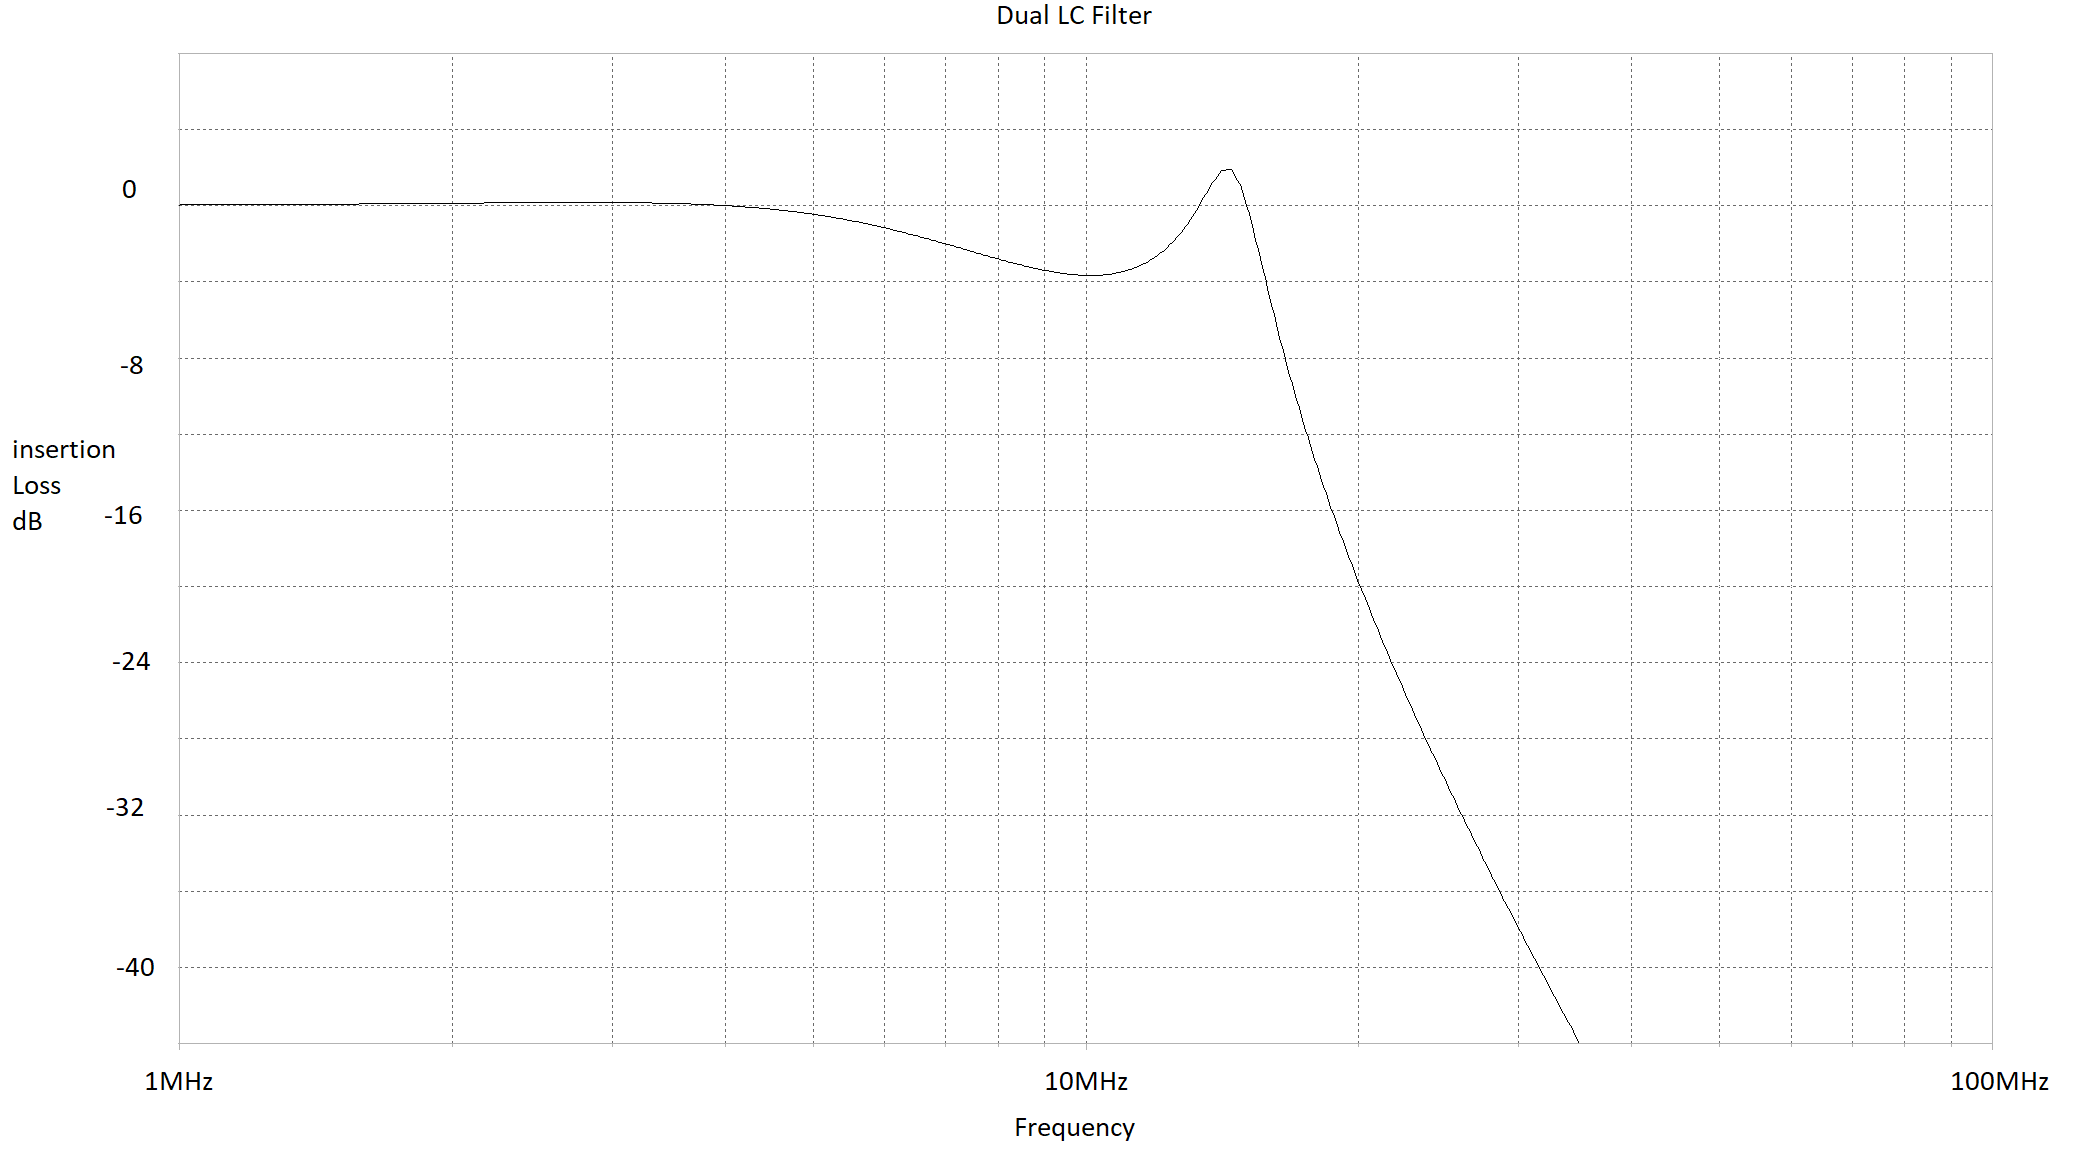 Dual LC Filter
0
-8
insertion
Loss
dB
-16
-24
-32
-40
1MHz
10MHz
100MHz
Frequency